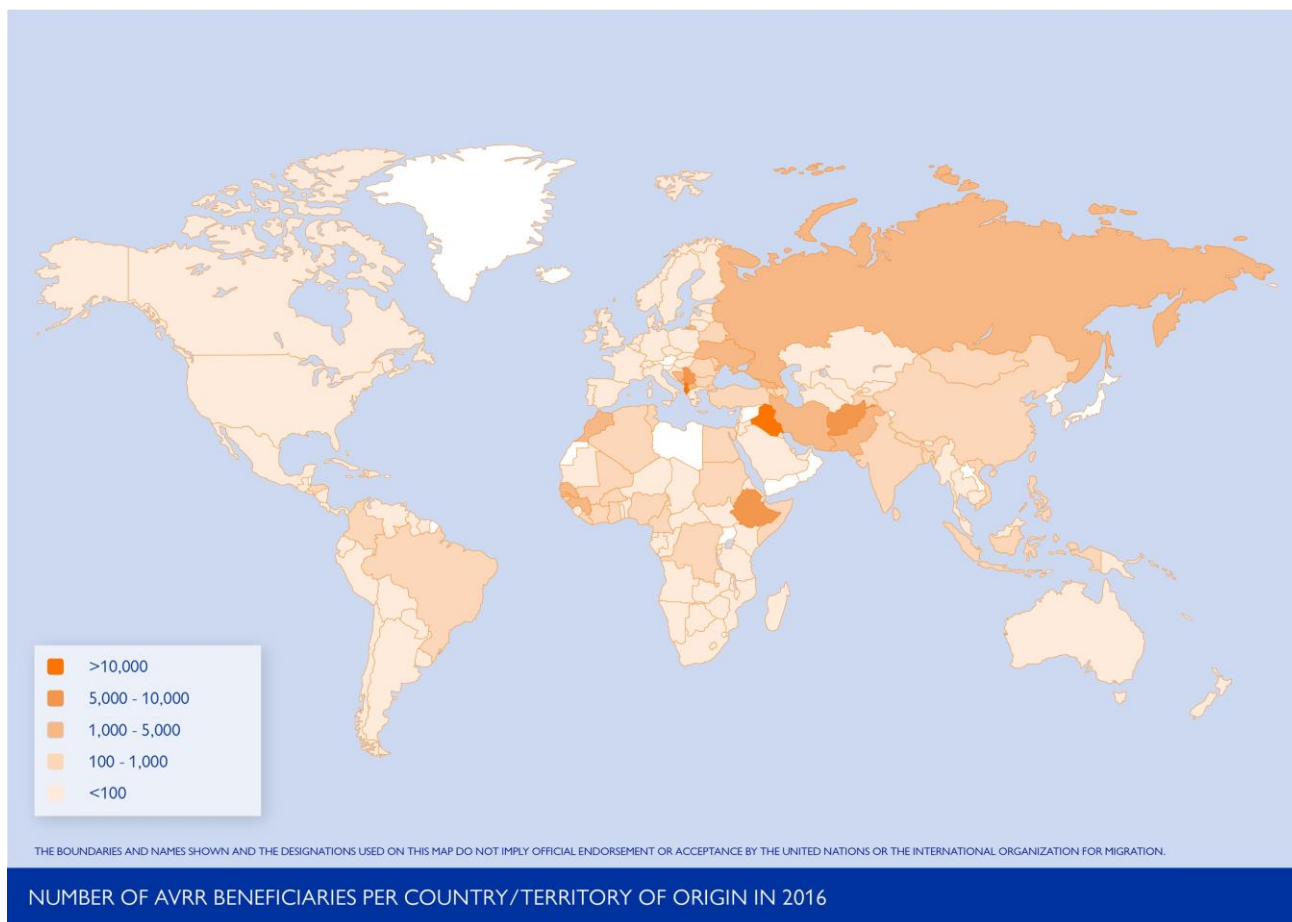 >10,000
5,000 - 10,000
1,000 - 5,000
100 - 1,000
<100
THE BOUNDARIES AND NAMES SHOWN AND THE DESIGNATIONS USED ON THIS MAP DO NOT IMPLY OFFICIAL ENDORSEMENT OR ACCEPTANCE BY THE UNITED NATIONS OR THE INTERNATIONAL ORGANIZATION FOR MIGRATION.
NUMBER OF AVRR BENEFICIARIES PER COUNTRY/TERRITORY OF ORIGIN IN 2016